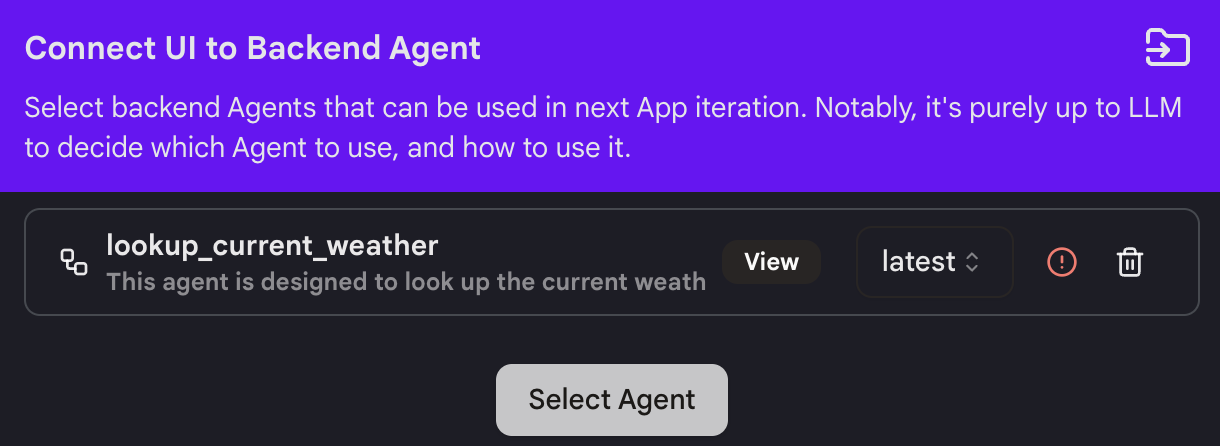 Connect UI to Backend Agent
Select backend Agents that can be used in next App iteration. Notably, it's purely up to LLM
to decide which Agent to use, and how to use it.
lookup_current_weather
This agent is designed to look up the current weath
View
latest
Select Agent